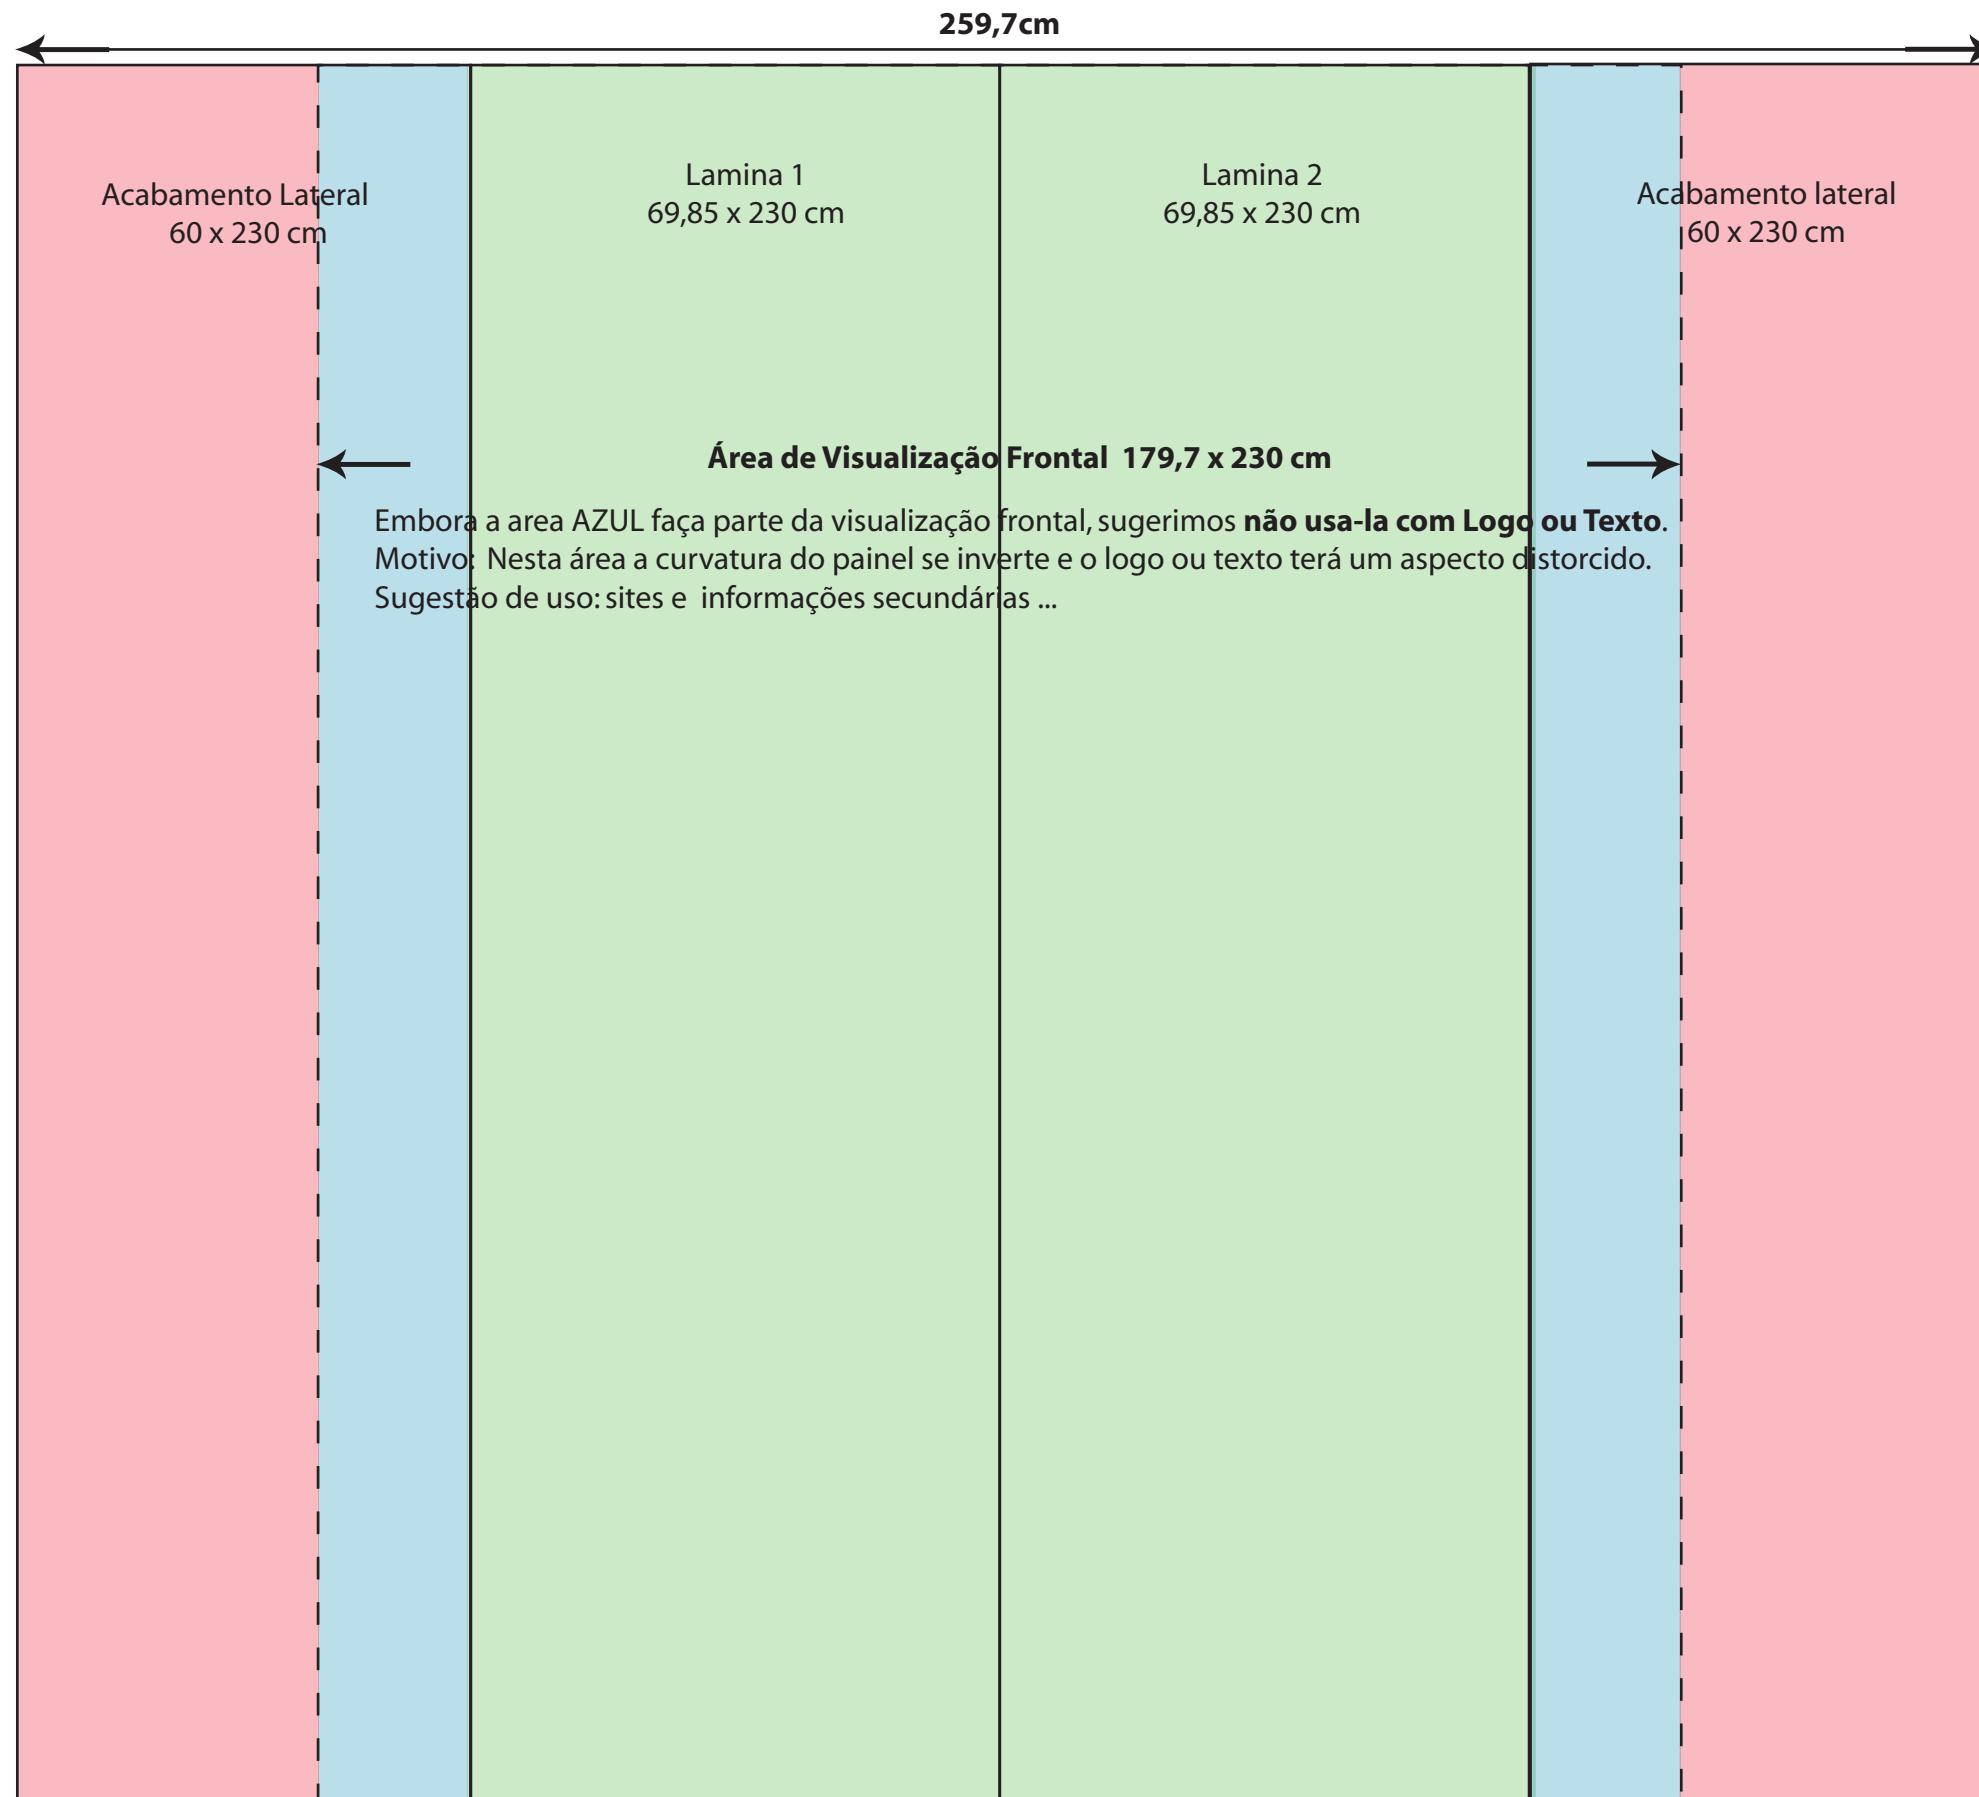 259,7cm
Acabamento Lateral
60 x 230 cm
Lamina 1
69,85 x 230 cm
Lamina 2
69,85 x 230 cm
Acabamento lateral
60 x 230 cm
Área de Visualização Frontal  179,7 x 230 cm
Embora a area AZUL faça parte da visualização frontal, sugerimos não usa-la com Logo ou Texto.
Motivo:  Nesta área a curvatura do painel se inverte e o logo ou texto terá um aspecto distorcido.
Sugestão de uso: sites e  informações secundárias ...